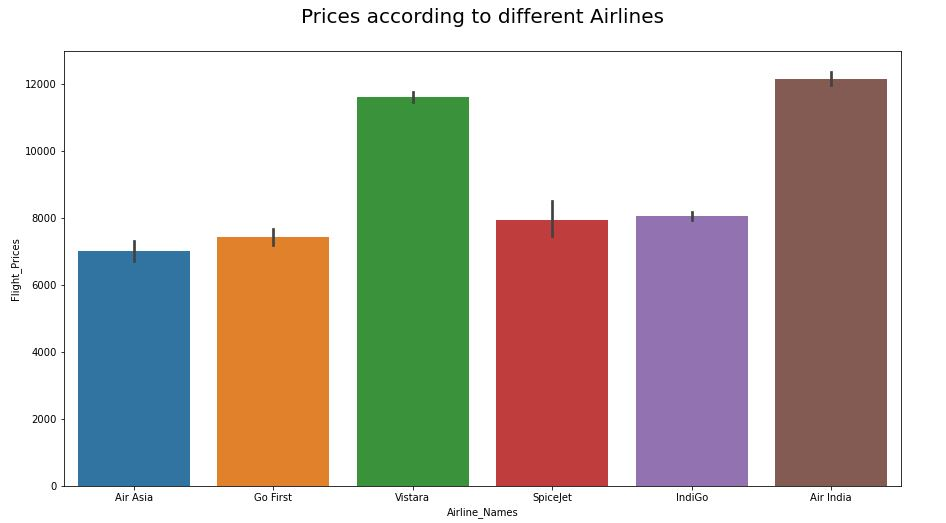 Prices according to different Airlines
Flight_Prices
12000
10000
8000
6000
4000
2000
0
Air Asia Go First Vistara SpiceJet IndiGo Air India
Airline_Names